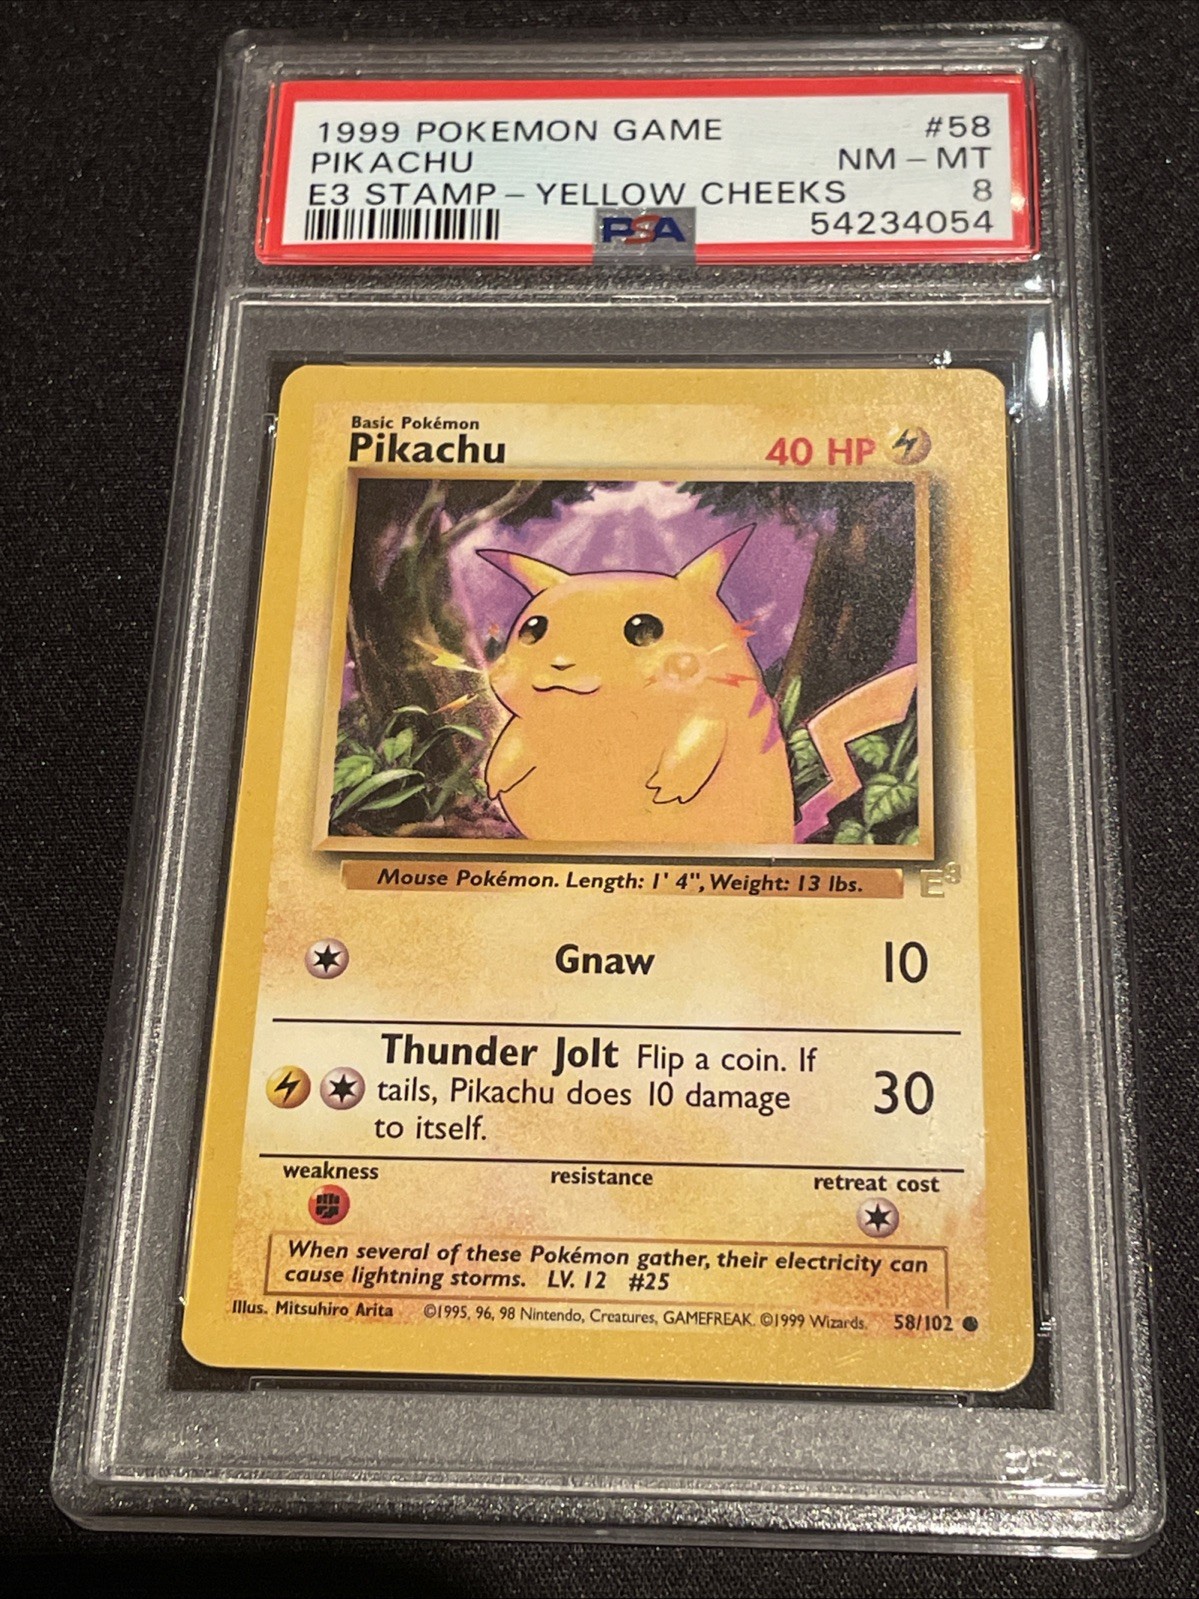 1999 POKEMON GAME #58
PIKACHU NM - MT
E3 STAMP - YELLOW CHEEKS 8
PSA 54234054
Basic Pokémon
Pikachu 40 HP
Mouse Pokémon. Length: 1' 4", Weight: 13 lbs.
E3
Gnaw 10
Thunder Jolt Flip a coin. If
tails, Pikachu does 10 damage 30
to itself.
weakness resistance retreat cost
When several of these Pokémon gather, their electricity can
cause lightning storms. LV. 12 #25
Illus. Mitsuhiro Arita ©1995, 96, 98 Nintendo, Creatures, GAMEFREAK. ©1999 Wizards. 58/102